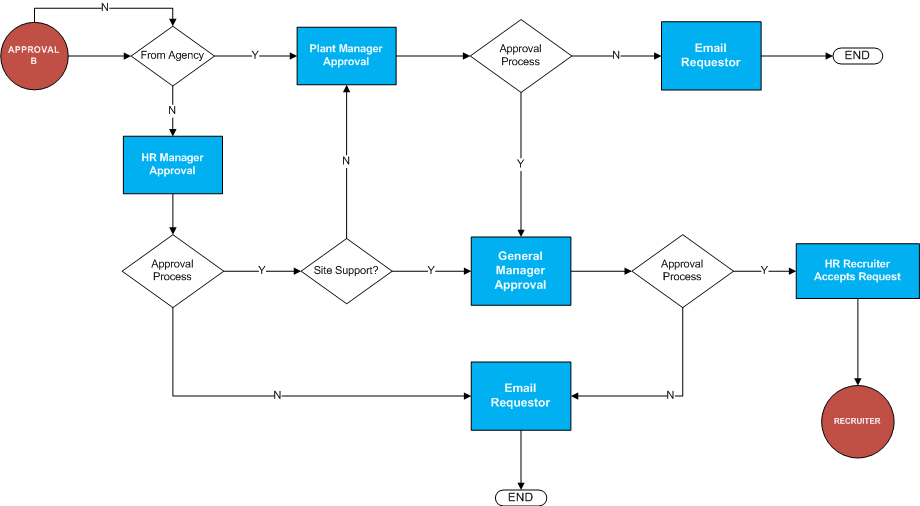 N
APPROVAL
B
From Agency
Y
Plant Manager
Approval
Approval
Process
N
Email
Requestor
END
N
HR Manager
Approval
N
Y
Approval
Process
Y
Site Support?
Y
General
Manager
Approval
Approval
Process
Y
HR Recruiter
Accepts Request
N
Email
Requestor
N
RECRUITER
END